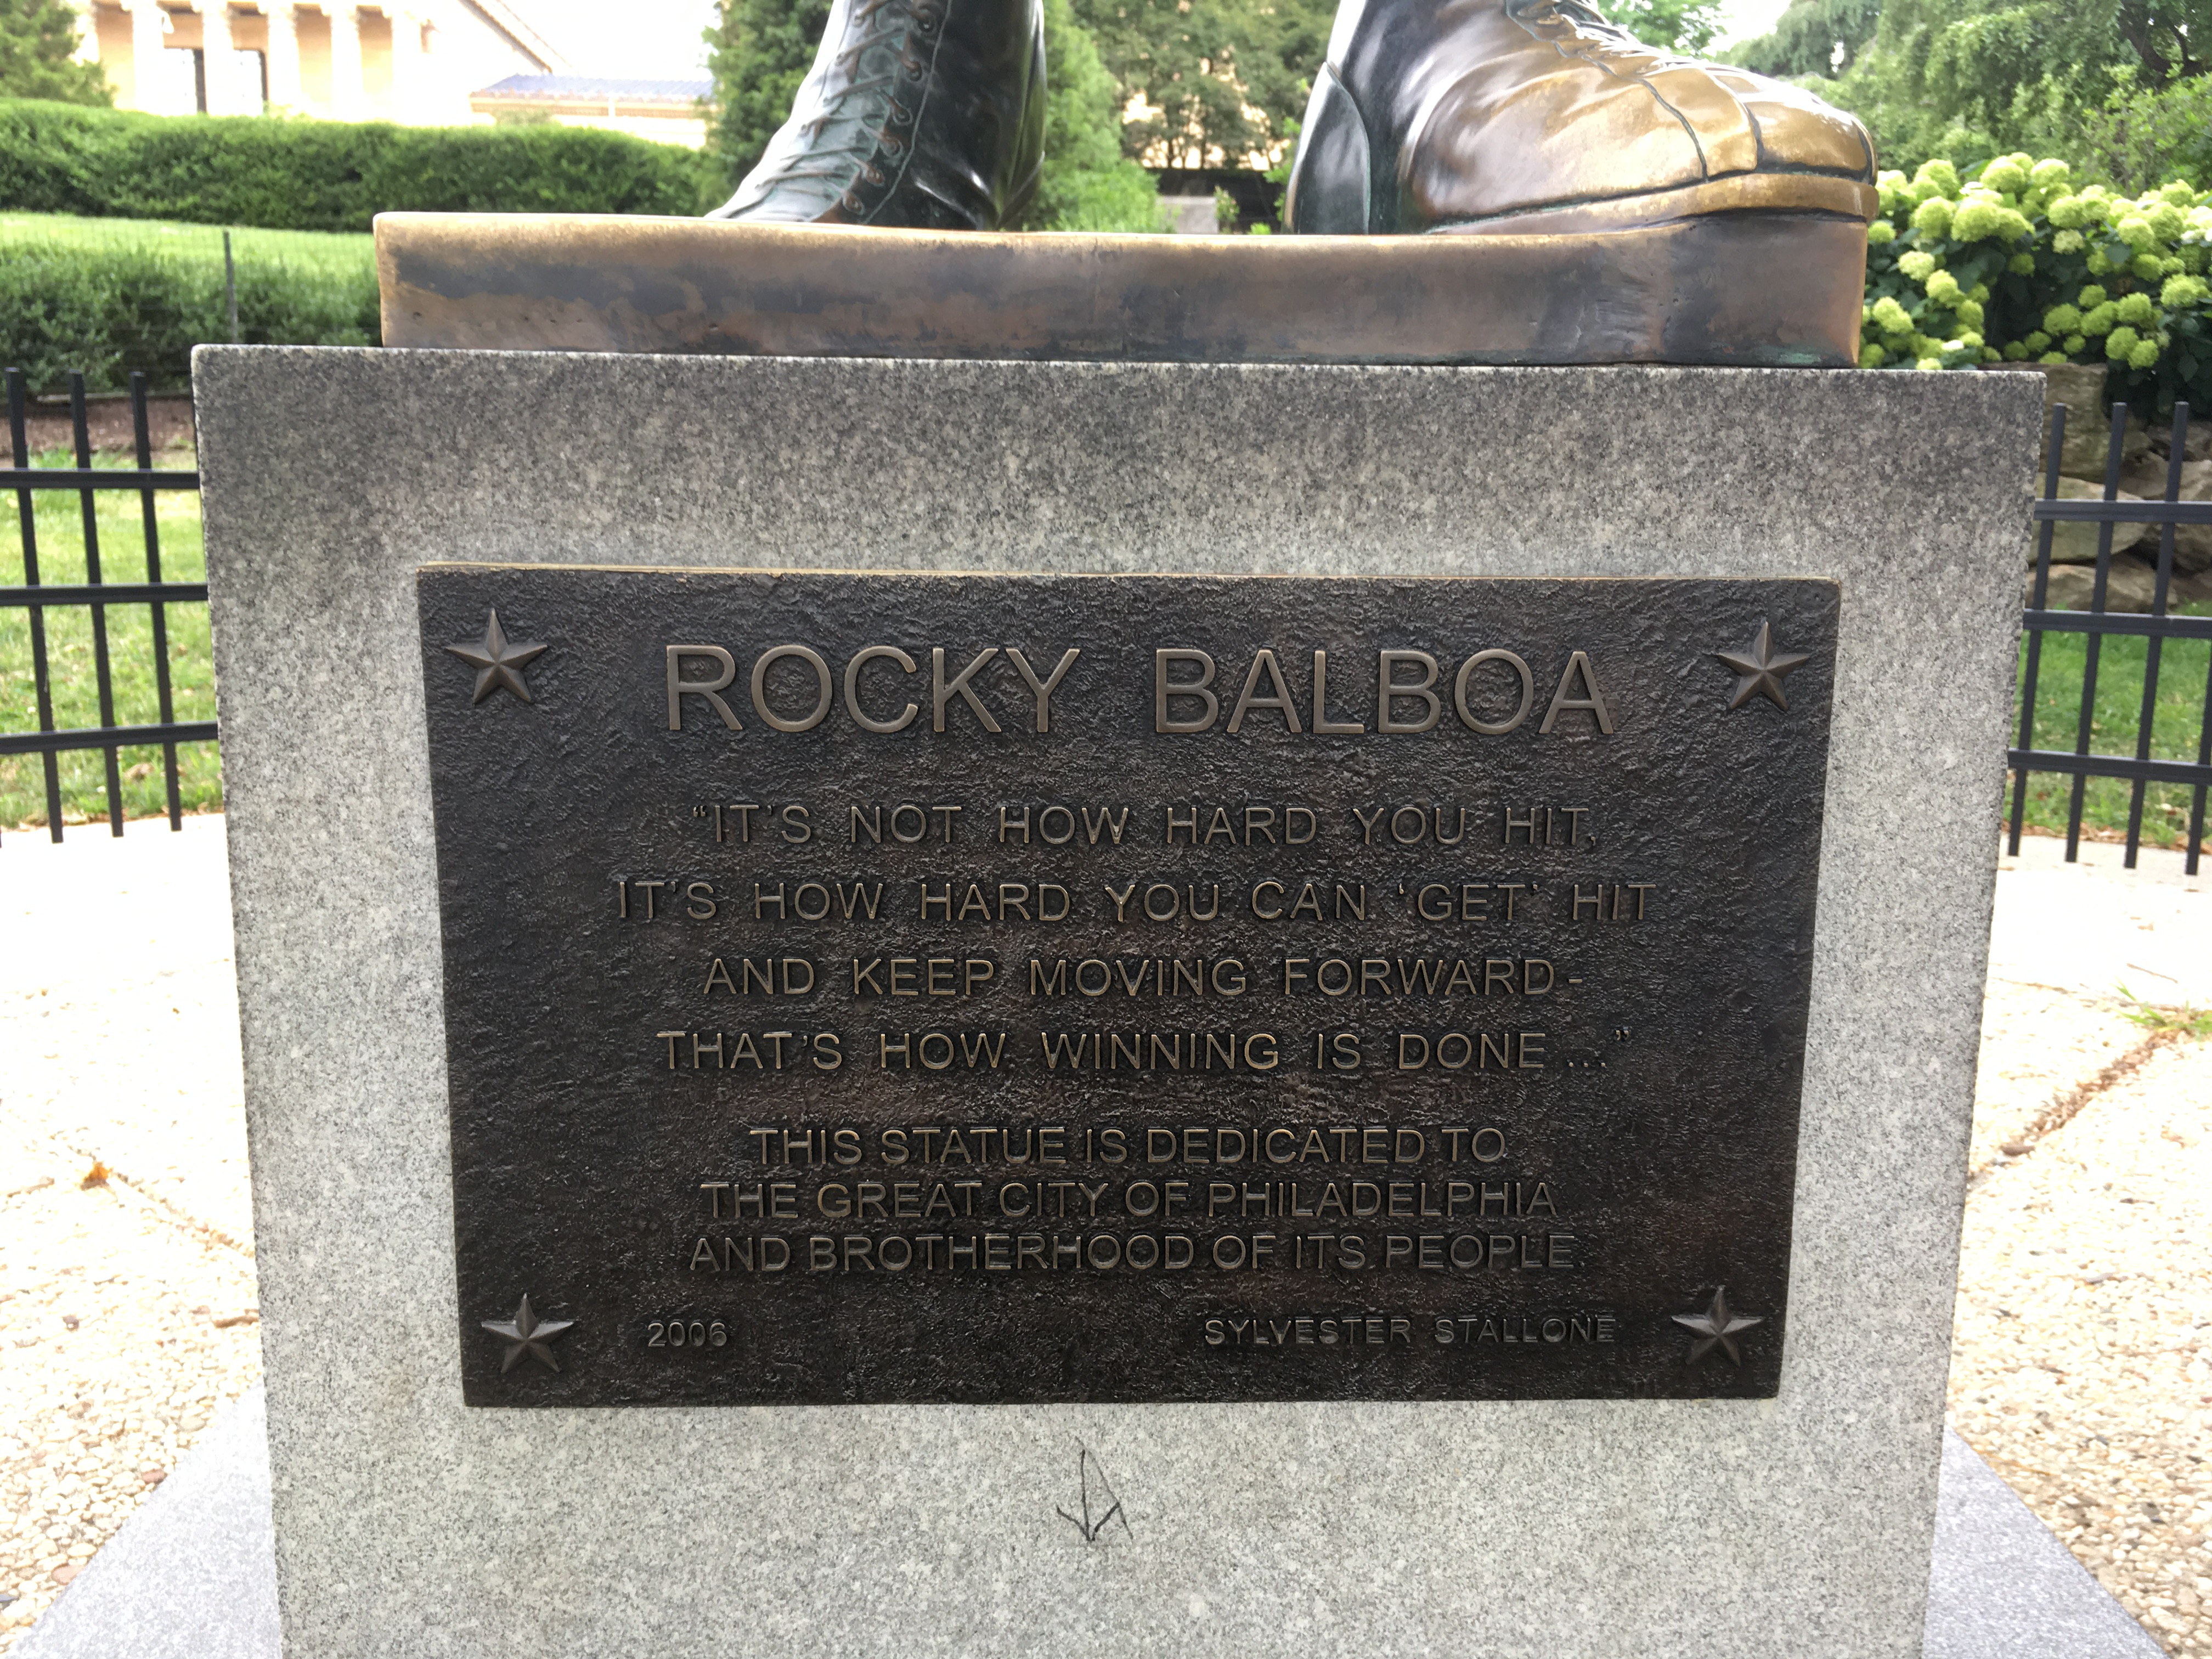 ROCKY BALBOA
“IT’S NOT HOW HARD YOU HIT,
IT’S HOW HARD YOU CAN ‘GET’ HIT
AND KEEP MOVING FORWARD-
THAT’S HOW WINNING IS DONE ...”
THIS STATUE IS DEDICATED TO
THE GREAT CITY OF PHILADELPHIA
AND BROTHERHOOD OF ITS PEOPLE.
2006 SYLVESTER STALLONE